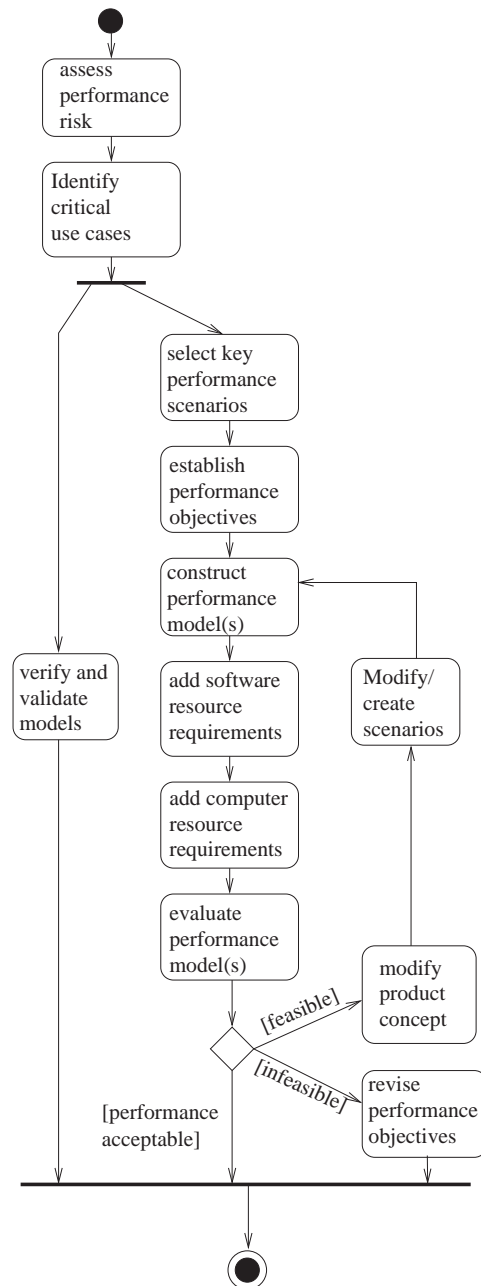 assess
performance
risk
Identify
critical
use cases
select key
performance
scenarios
establish
performance
objectives
construct
performance
model(s)
verify and
validate
models
add software
resource
requirements
Modify/
create
scenarios
add computer
resource
requirements
evaluate
performance
model(s)
[feasible]
modify
product
concept
[infeasible]
revise
performance
objectives
[performance
acceptable]